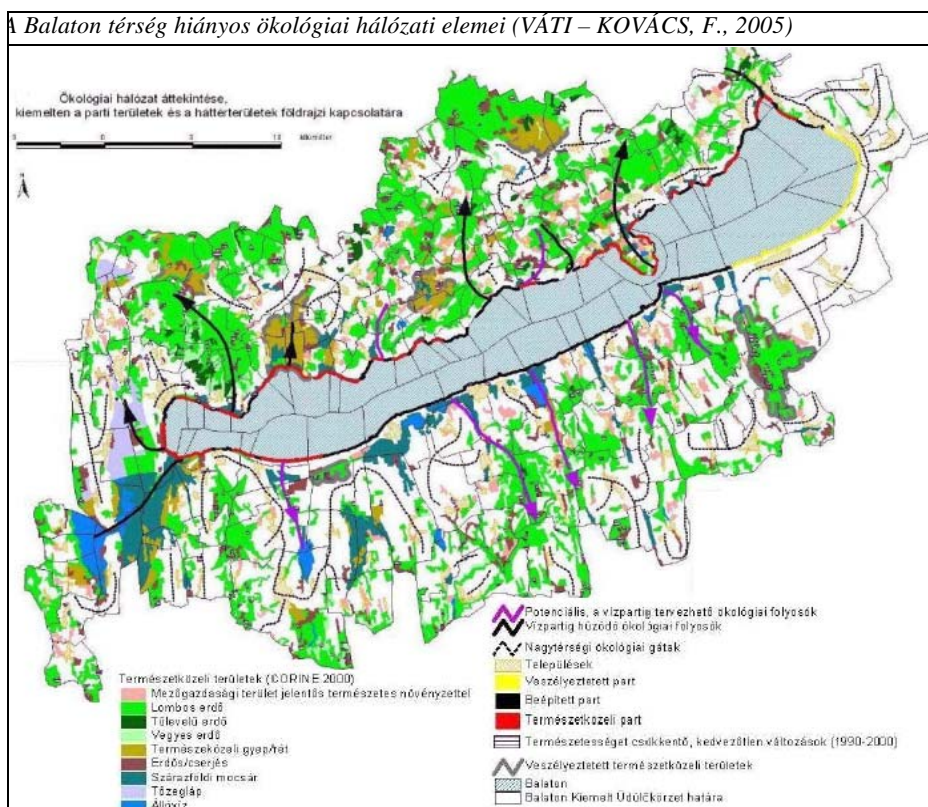 A Balaton térség hiányos ökológiai hálózati elemei (VÁTI – KOVÁCS, F., 2005)
Ökológiai hálózat áttekintése,
kiemelten a parti területek és a háttérterületek földrajzi kapcsolatára
Potenciális, a vízpartig tervezhető ökológiai folyosók
Vízpartig húzódó ökológiai folyosók
Nagytérségi ökológiai gátak
Települések
Veszélyeztetett part
Beépített part
Természetközeli part
Természetességet csökkentő, kedvezőtlen változások (1990-2000)
Veszélyeztetett természetközeli területek
Balaton
Balaton Kiemelt Üdülőkörzet határa
Természetközeli területek (CORINE 2000)
Mezőgazdasági terület jelentős természetes növényzettel
Lombos erdő
Tűlevelű erdő
Vegyes erdő
Természeközeli gyep/rét
Erdős/cserjés
Szárazföldi mocsár
Tőzegláp
Állóvíz